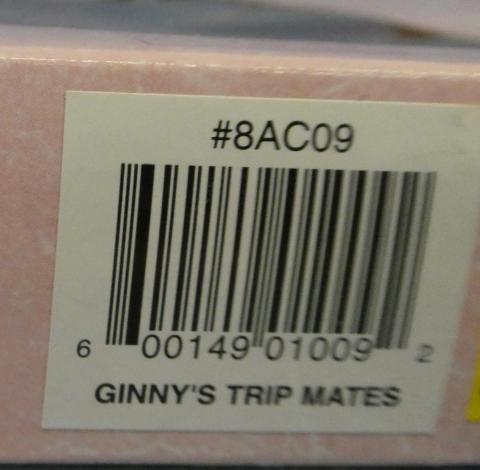 #8AC09
6 00149 01009 2
GINNY'S TRIP MATES